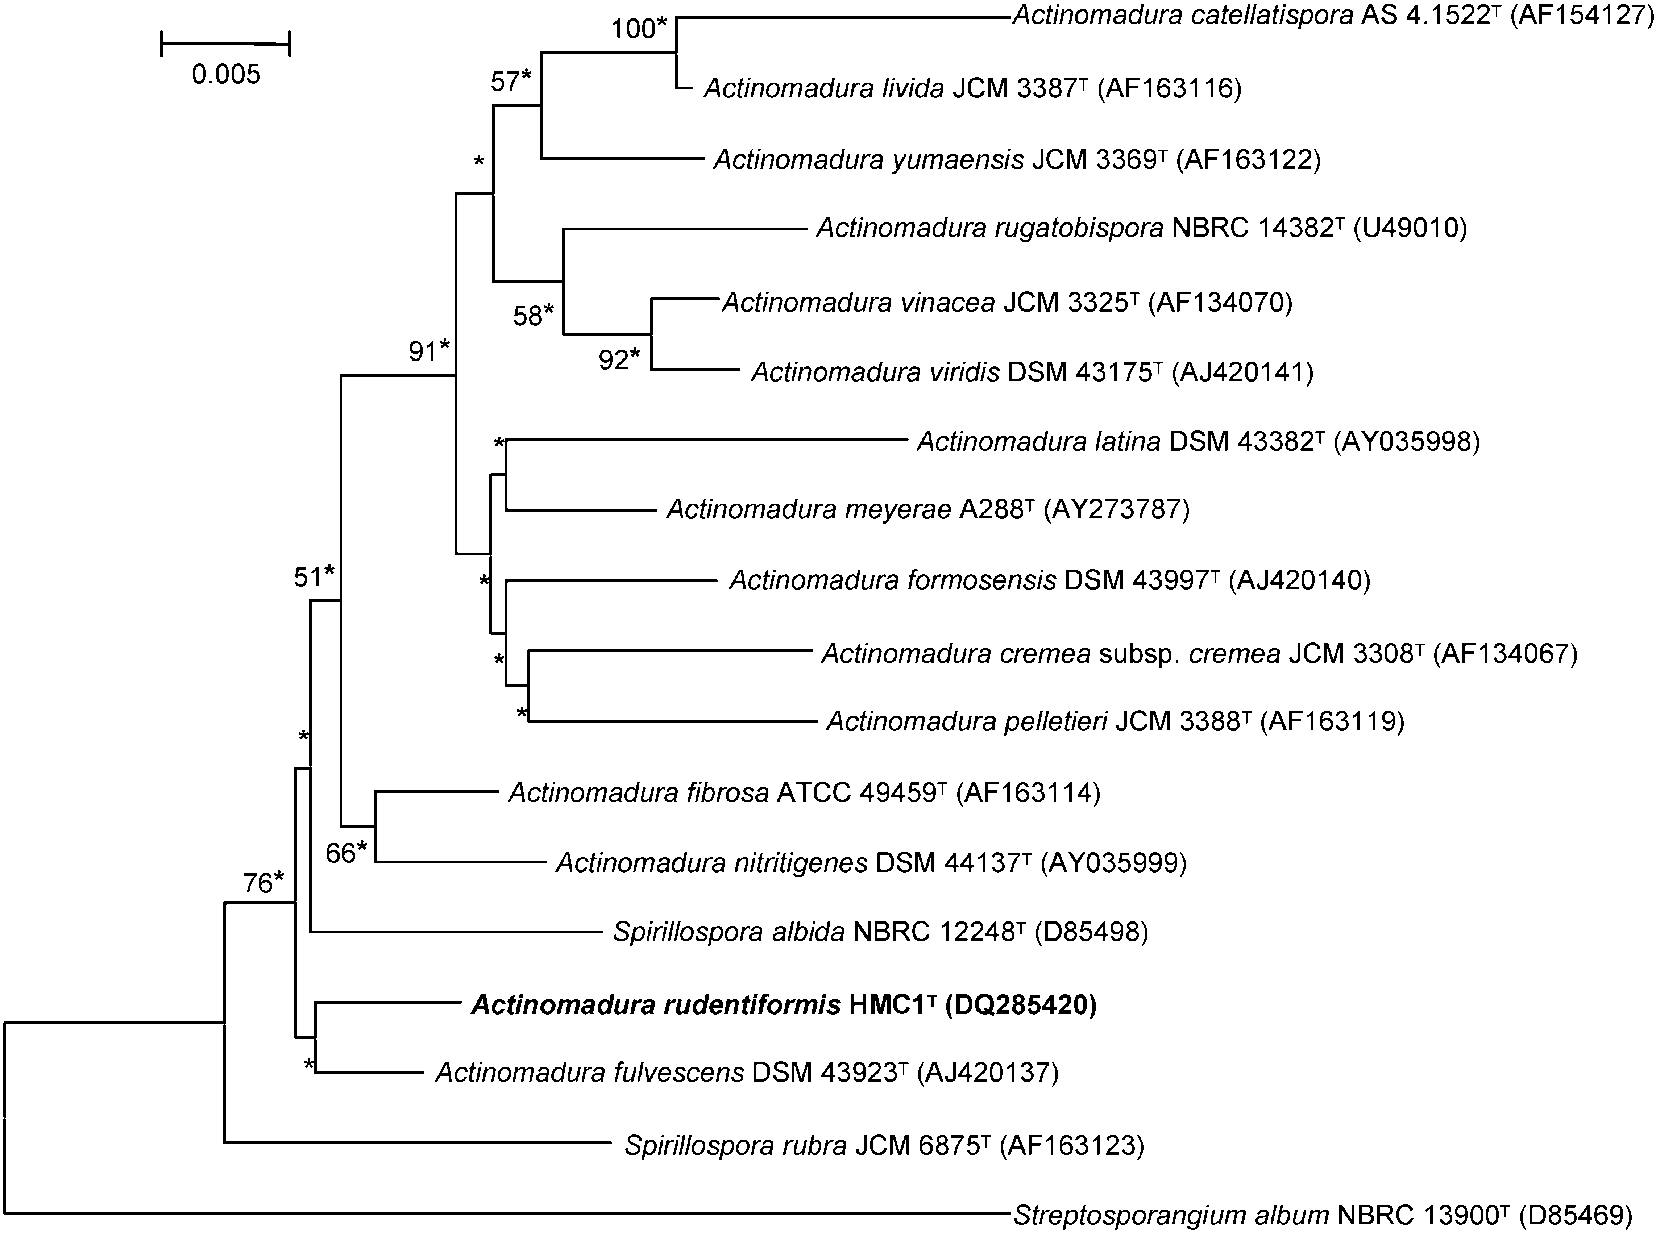 Actinomadura catellatispora AS 4.1522ᵀ (AF154127)
100*
0.005
57*
Actinomadura livida JCM 3387ᵀ (AF163116)
*
Actinomadura yumaensis JCM 3369ᵀ (AF163122)
Actinomadura rugatobispora NBRC 14382ᵀ (U49010)
58*
Actinomadura vinacea JCM 3325ᵀ (AF134070)
91*
92*
Actinomadura viridis DSM 43175ᵀ (AJ420141)
*
Actinomadura latina DSM 43382ᵀ (AY035998)
Actinomadura meyerae A288ᵀ (AY273787)
51*
*
Actinomadura formosensis DSM 43997ᵀ (AJ420140)
*
Actinomadura cremea subsp. cremea JCM 3308ᵀ (AF134067)
*
Actinomadura pelletieri JCM 3388ᵀ (AF163119)
*
Actinomadura fibrosa ATCC 49459ᵀ (AF163114)
66*
Actinomadura nitritigenes DSM 44137ᵀ (AY035999)
76*
Spirillospora albida NBRC 12248ᵀ (D85498)
Actinomadura rudentiformis HMC1ᵀ (DQ285420)
*
Actinomadura fulvescens DSM 43923ᵀ (AJ420137)
Spirillospora rubra JCM 6875ᵀ (AF163123)
Streptosporangium album NBRC 13900ᵀ (D85469)